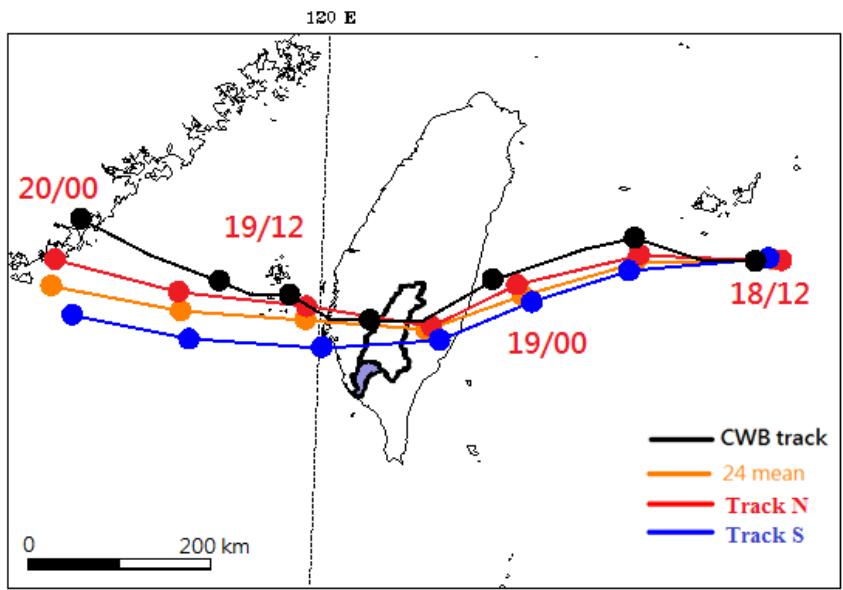 120 E
20/00
19/12
18/12
19/00
CWB track
24 mean
Track N
Track S
0 200 km